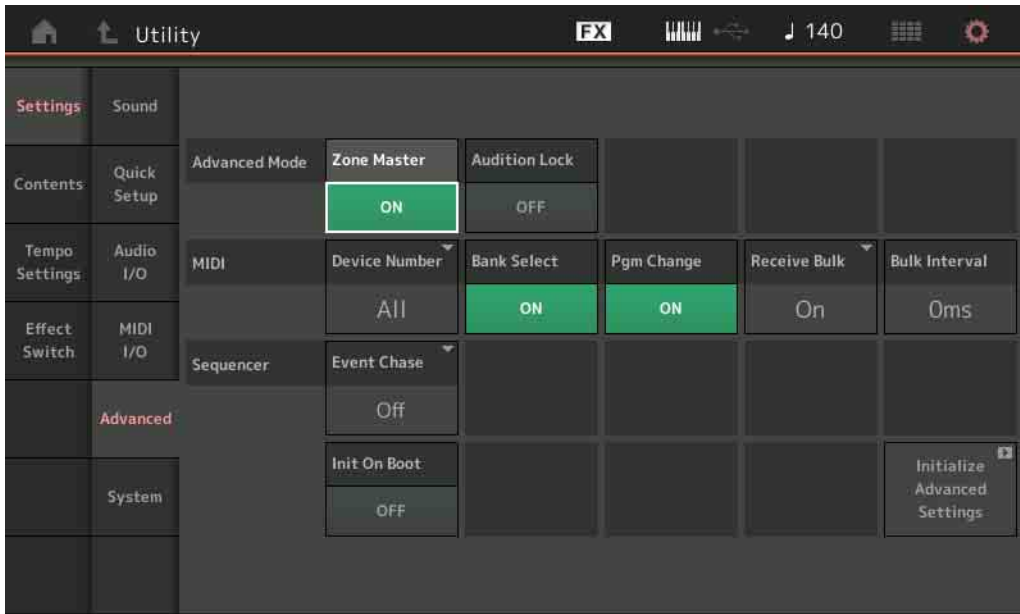 Utility
FX
♩ 140
Settings
Sound
Contents
Quick
Setup
Tempo
Settings
Audio
I/O
Effect
Switch
MIDI
I/O
Advanced
System
Advanced Mode
Zone Master
Audition Lock
ON
OFF
MIDI
Device Number
Bank Select
Pgm Change
Receive Bulk
Bulk Interval
All
ON
ON
On
0ms
Sequencer
Event Chase
Off
Init On Boot
OFF
Initialize
Advanced
Settings